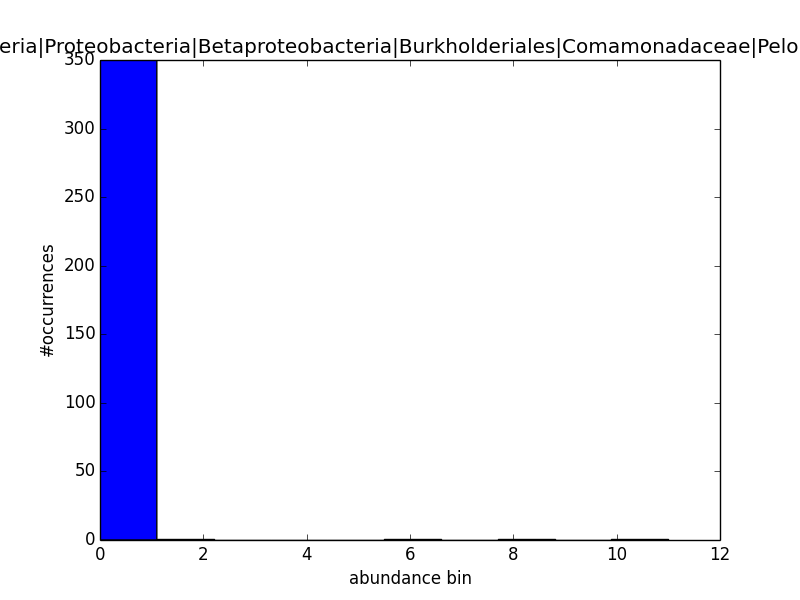 eria|Proteobacteria|Betaproteobacteria|Burkholderiales|Comamonadaceae|Pelo
350
300
250
200
150
100
50
0
#occurrences
0 2 4 6 8 10 12
abundance bin